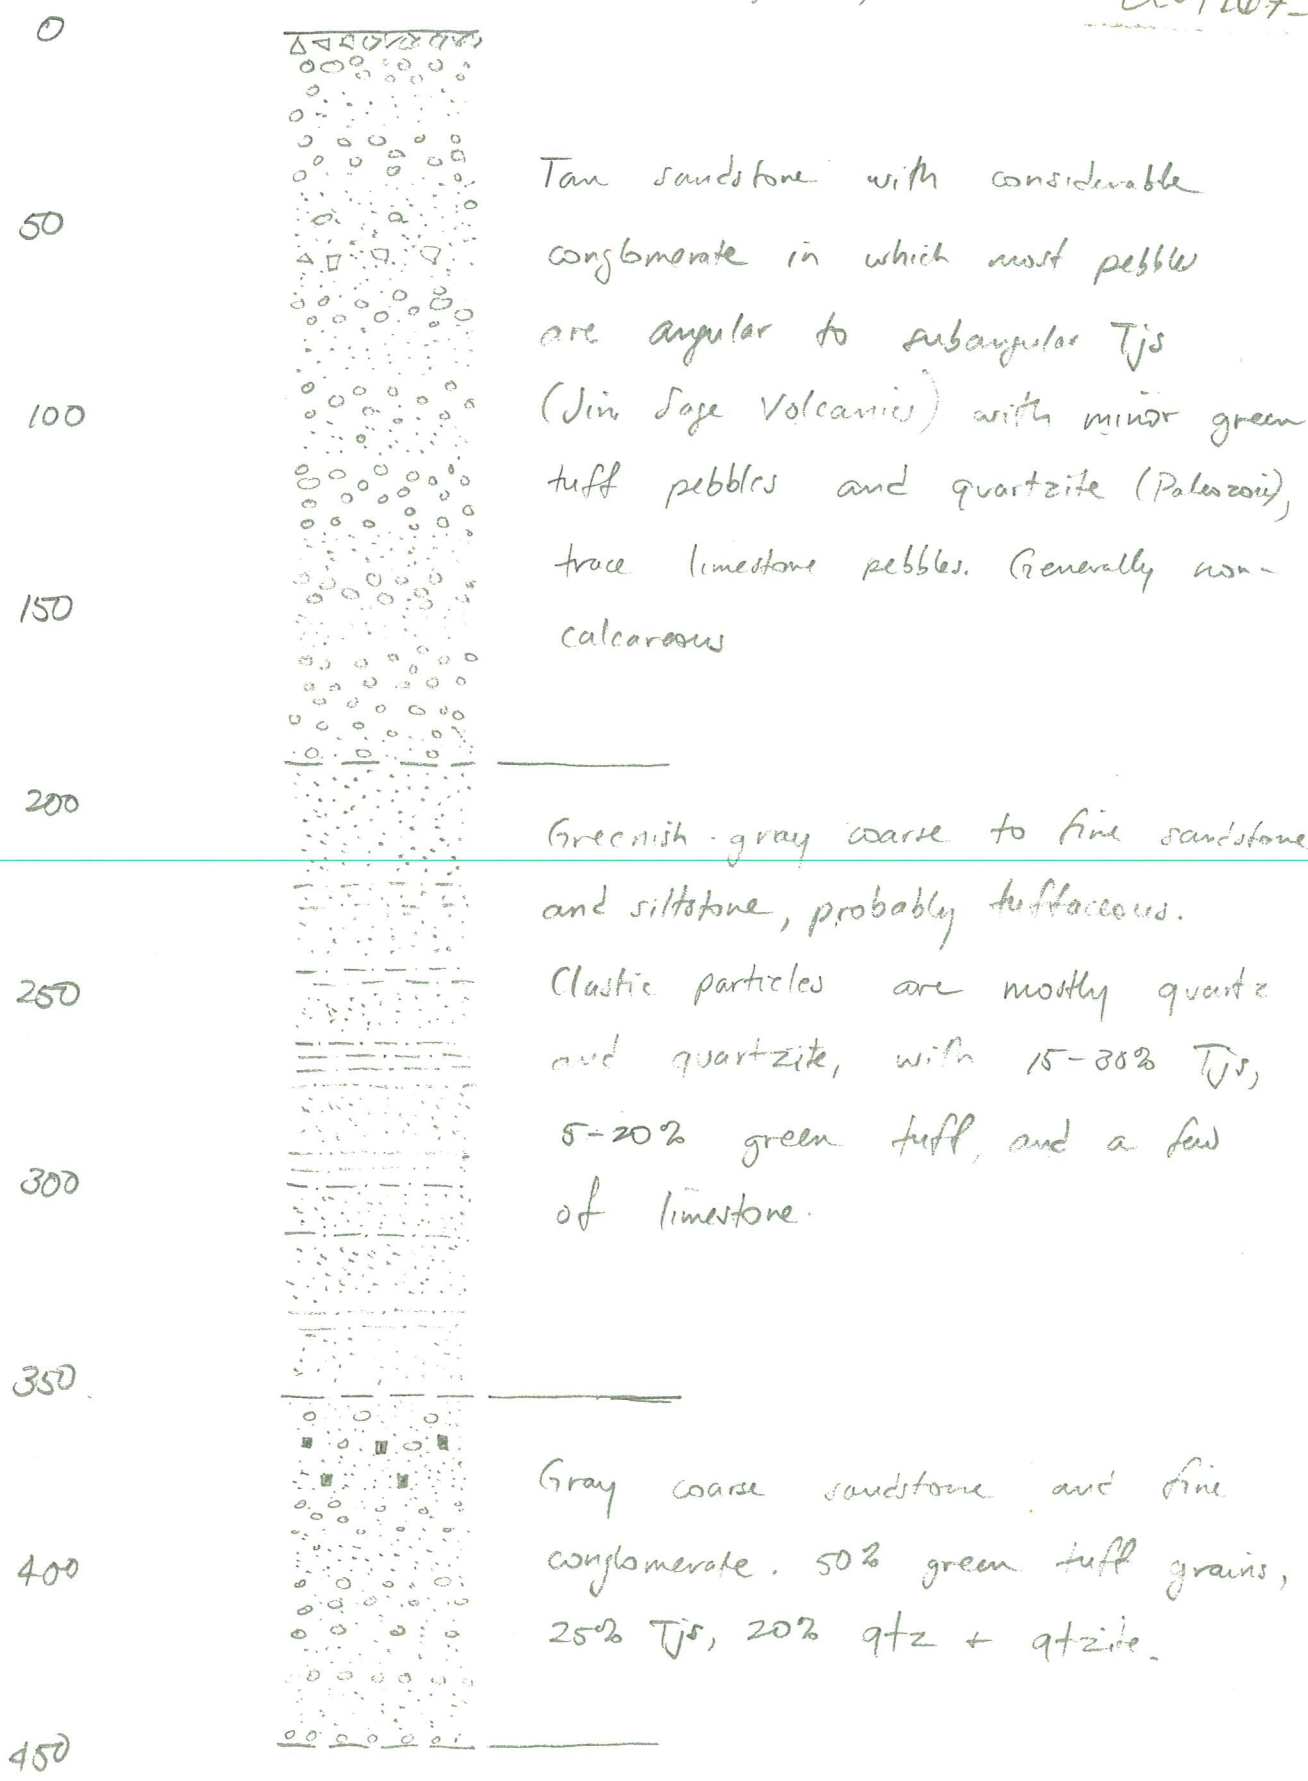 0
50
100
150
200
250
300
350
400
450
Tan sandstone with considerable
conglomerate in which most pebbles
are angular to subangular Tjs
(Jim Sage Volcanics) with minor green
tuff pebbles and quartzite (Paleozoic),
trace limestone pebbles. Generally non-
calcareous
Greenish-gray coarse to fine sandstone
and siltstone, probably tuffaceous.
Clastic particles are mostly quartz
and quartzite, with 15-30% Tjs,
5-20% green tuff, and a few
of limestone.
Gray coarse sandstone and fine
conglomerate. 50% green tuff grains,
25% Tjs, 20% qtz + qtzite.